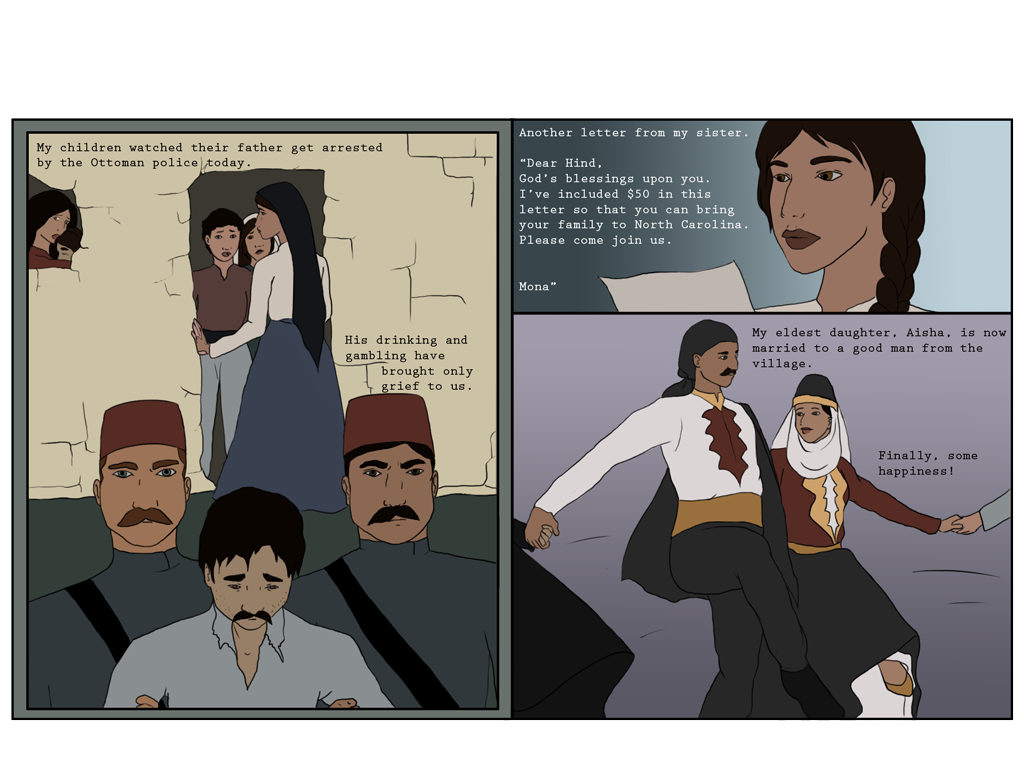 My children watched their father get arrested
by the Ottoman police today.
His drinking and
gambling have
brought only
grief to us.
Another letter from my sister.
“Dear Hind,
God’s blessings upon you.
I’ve included $50 in this
letter so that you can bring
your family to North Carolina.
Please come join us.
Mona”
My eldest daughter, Aisha, is now
married to a good man from the
village.
Finally, some
happiness!